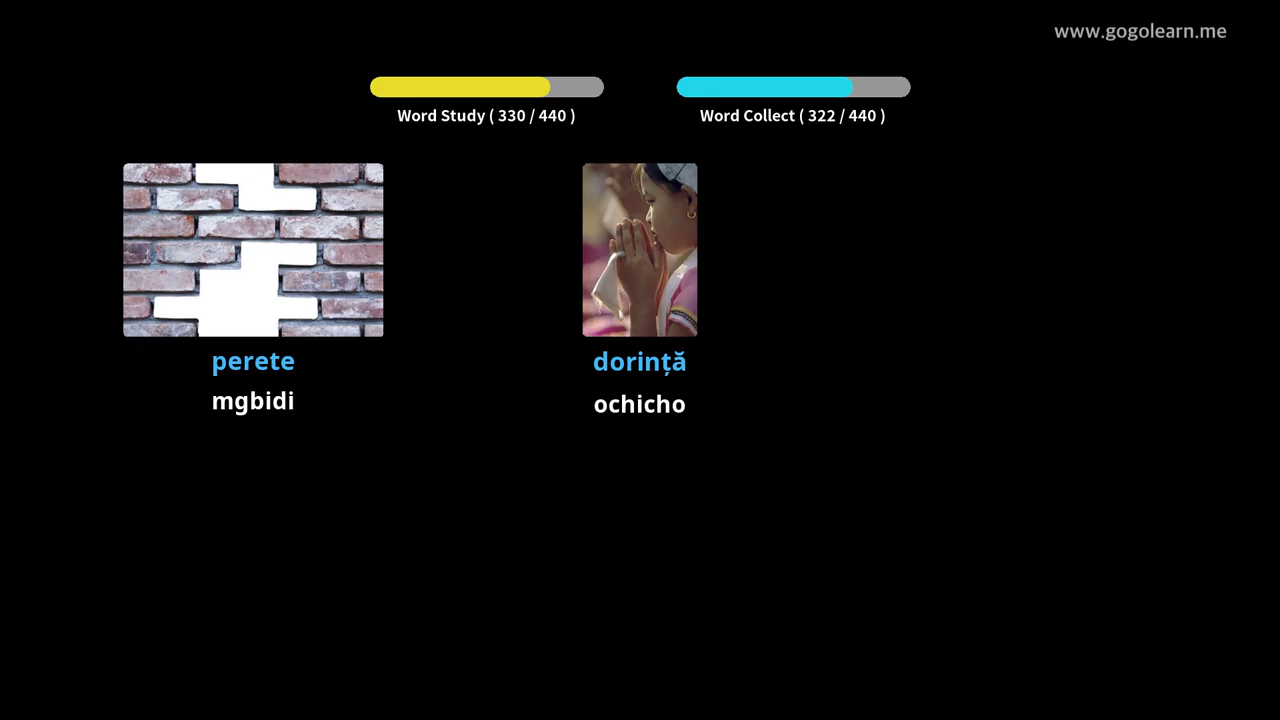 www.gogolearn.me
Word Study ( 330 / 440 )
Word Collect ( 322 / 440 )
perete
mgbidi
dorință
ochicho